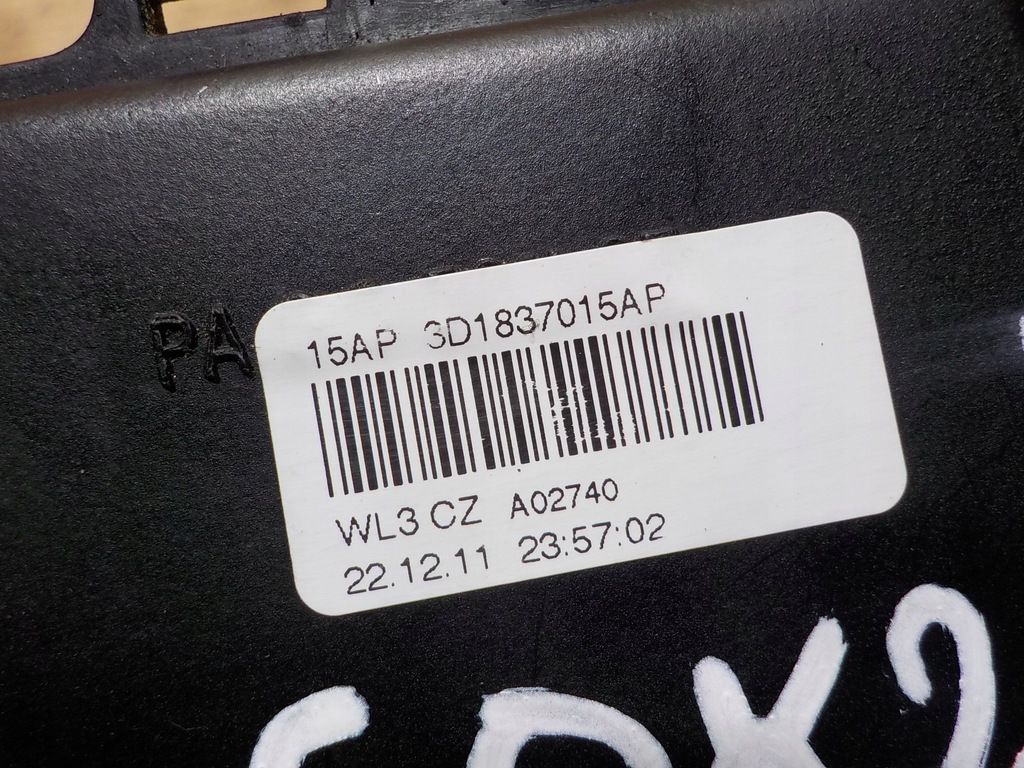 PA
15AP 3D1837015AP
WL3 CZ A02740
22.12.11 23:57:02